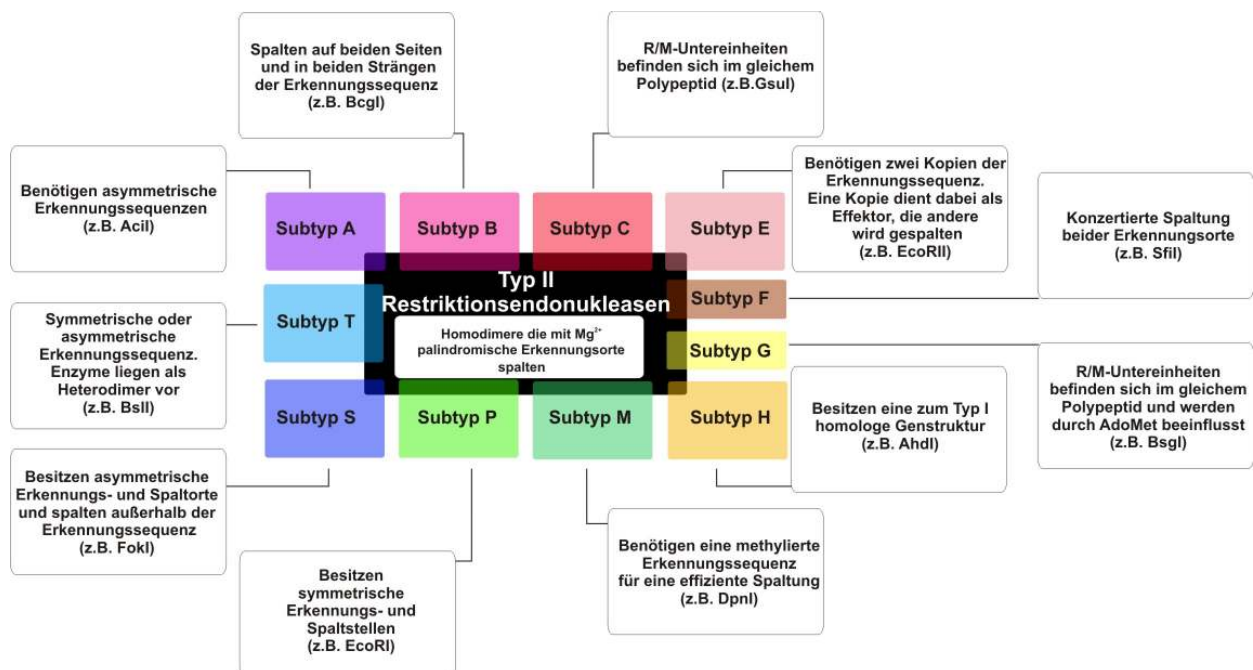 Spalten auf beiden Seiten
und in beiden Strängen
der Erkennungssequenz
(z.B. BcgI)
R/M-Untereinheiten
befinden sich im gleichem
Polypeptid (z.B.GsuI)
Benötigen asymmetrische
Erkennungssequenzen
(z.B. AciI)
Benötigen zwei Kopien der
Erkennungssequenz.
Eine Kopie dient dabei als
Effektor, die andere
wird gespalten
(z.B. EcoRII)
Konzertierte Spaltung
beider Erkennungsorte
(z.B. SfiI)
Subtyp A
Subtyp B
Subtyp C
Subtyp E
Typ II
Restriktionsendonukleasen
Homodimere die mit Mg²⁺
palindromische Erkennungsorte
spalten
Subtyp F
Subtyp T
Subtyp G
Symmetrische oder
asymmetrische
Erkennungssequenz.
Enzyme liegen als
Heterodimer vor
(z.B. BslI)
Subtyp S
Subtyp P
Subtyp M
Subtyp H
Besitzen eine zum Typ I
homologe Genstruktur
(z.B. AhdI)
R/M-Untereinheiten
befinden sich im gleichem
Polypeptid und werden
durch AdoMet beeinflusst
(z.B. BsgI)
Besitzen asymmetrische
Erkennungs- und Spaltorte
und spalten außerhalb der
Erkennungssequenz
(z.B. FokI)
Besitzen
symmetrische
Erkennungs- und
Spaltstellen
(z.B. EcoRI)
Benötigen eine methylierte
Erkennungssequenz
für eine effiziente Spaltung
(z.B. DpnI)